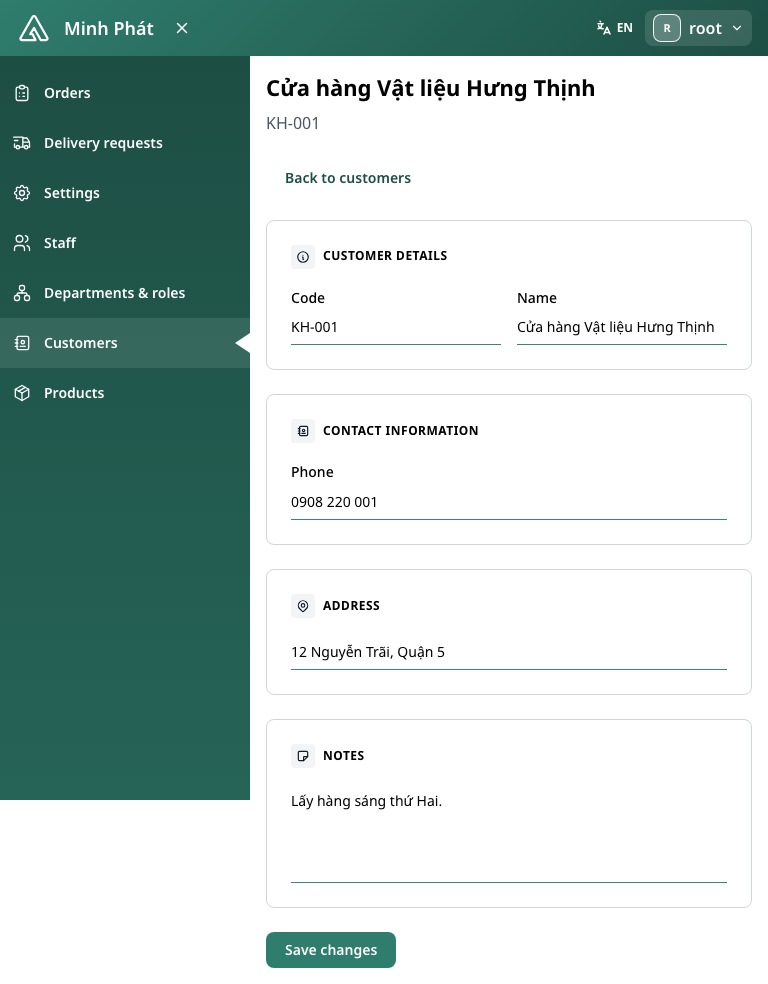 Minh Phát
EN
R
root
Orders
Delivery requests
Settings
Staff
Departments & roles
Customers
Products
Cửa hàng Vật liệu Hưng Thịnh
KH-001
Back to customers
CUSTOMER DETAILS
Code
Name
KH-001
Cửa hàng Vật liệu Hưng Thịnh
CONTACT INFORMATION
Phone
0908 220 001
ADDRESS
12 Nguyễn Trãi, Quận 5
NOTES
Lấy hàng sáng thứ Hai.
Save changes